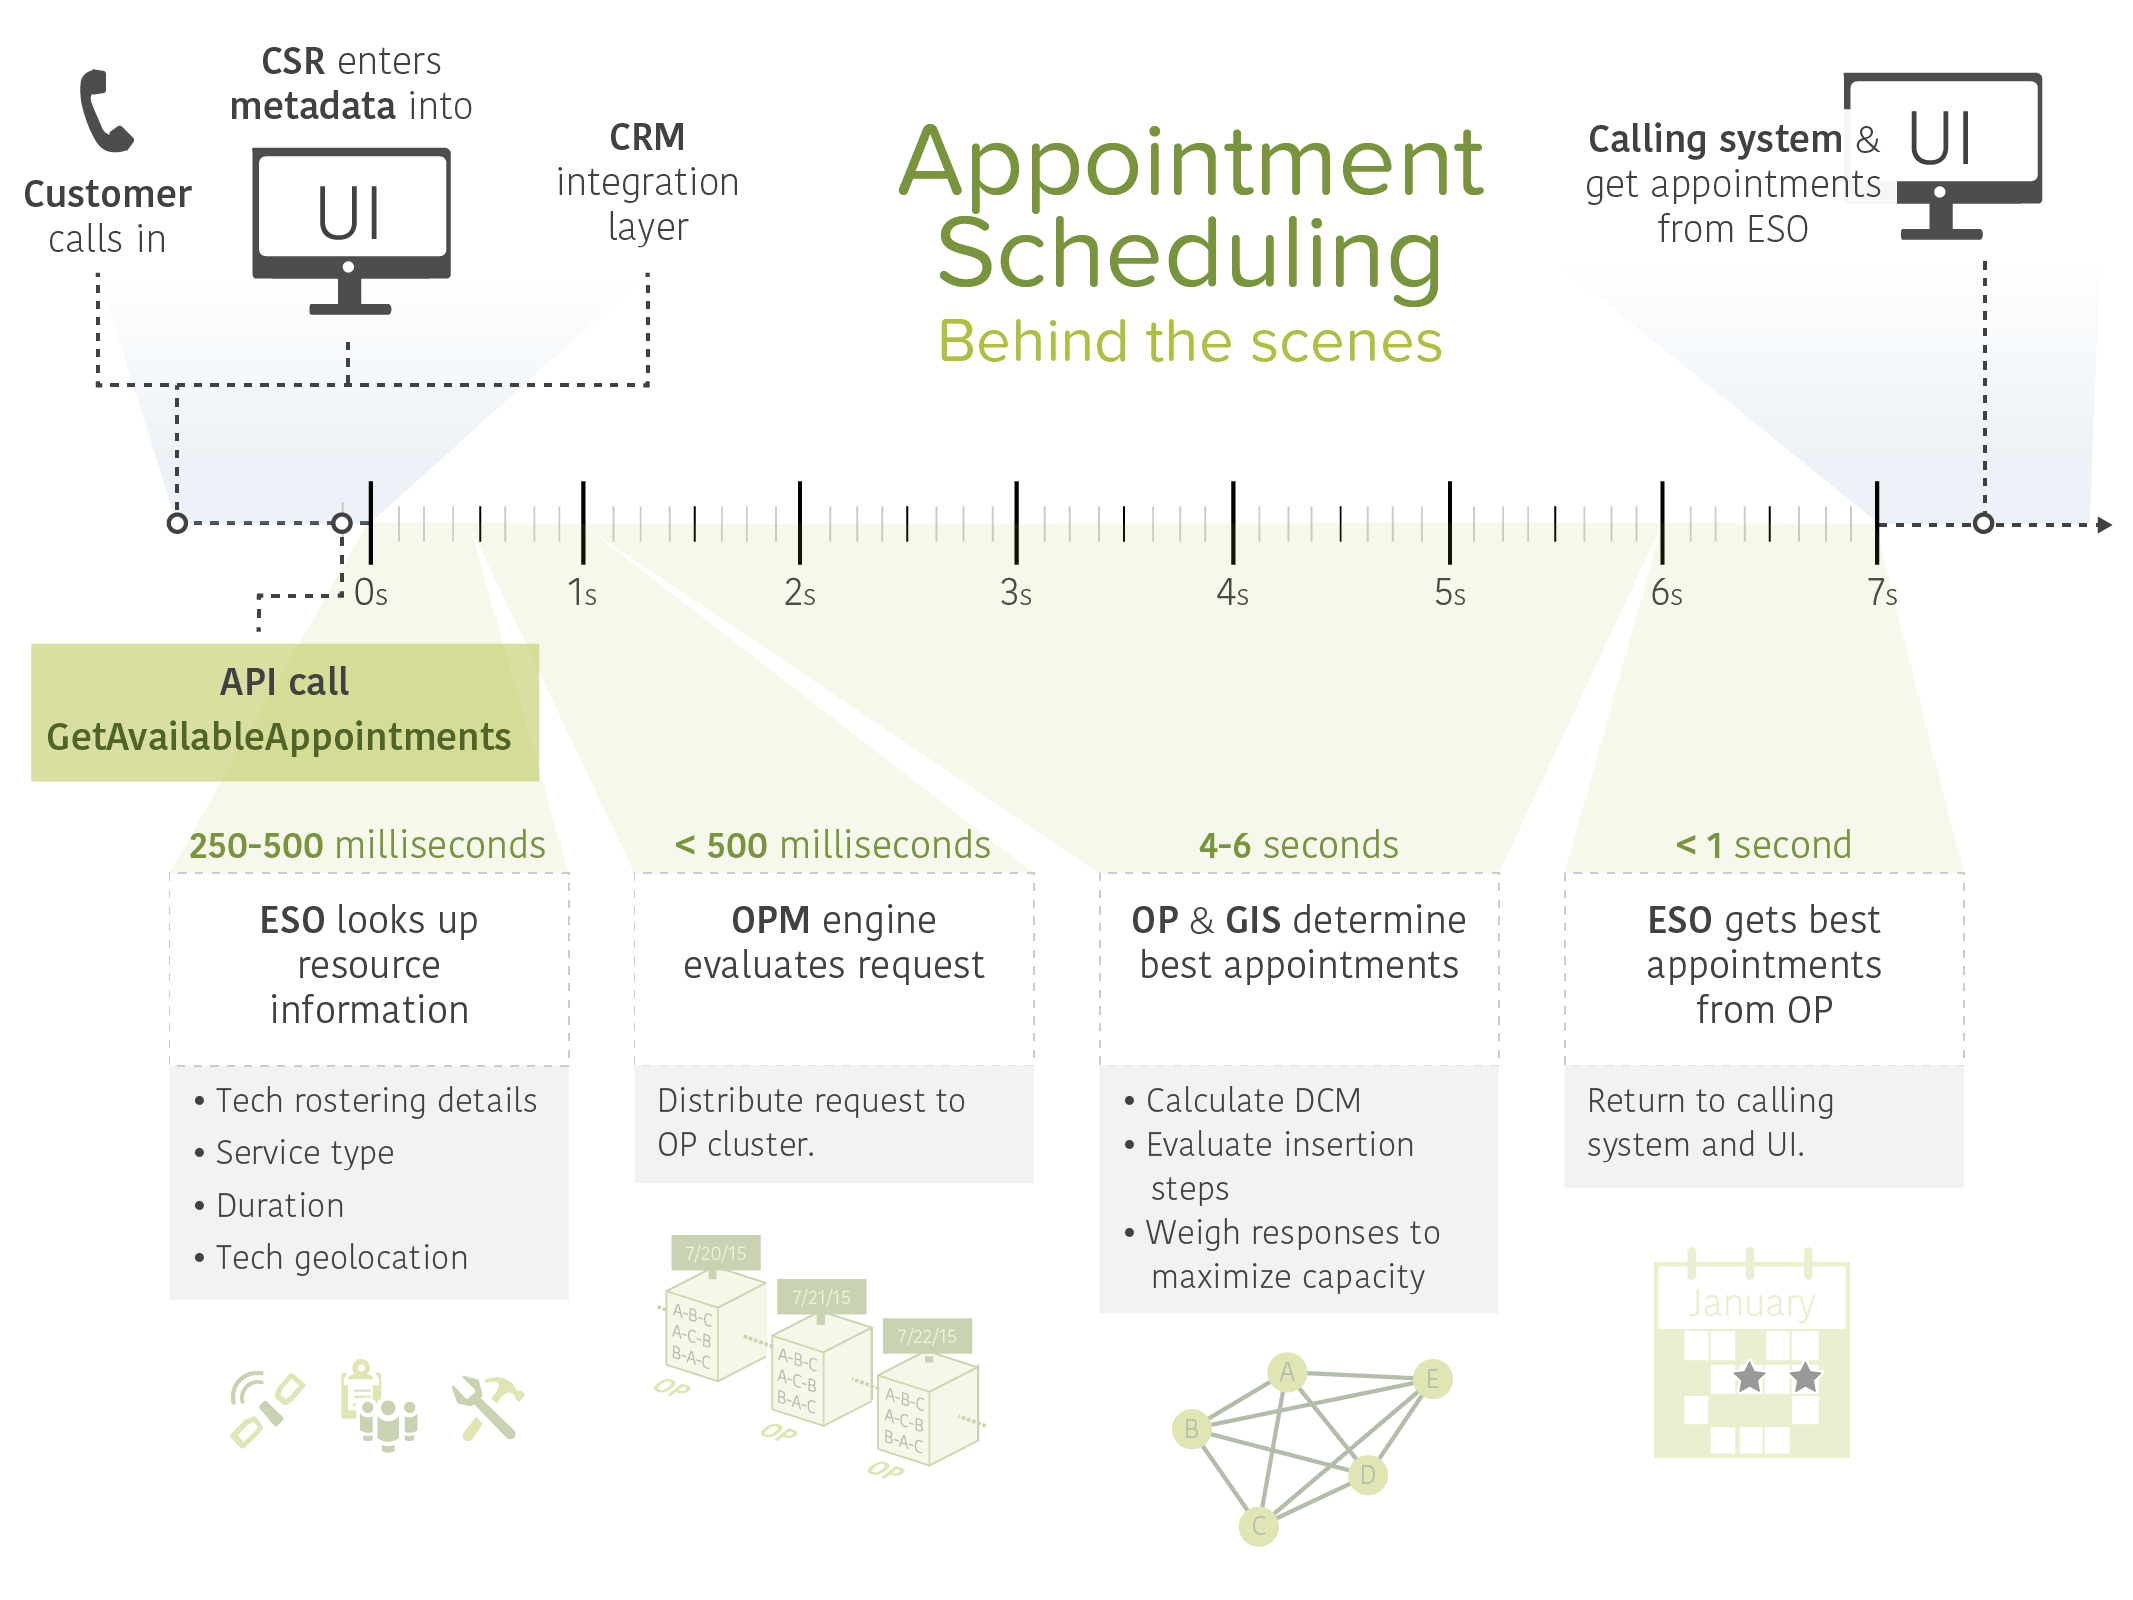 Customer
calls in
CSR enters
metadata into
UI
CRM
integration
layer
Appointment
Scheduling
Behind the scenes
Calling system &
get appointments
from ESO
UI
0s
1s
2s
3s
4s
5s
6s
7s
API call
GetAvailableAppointments
250-500 milliseconds
ESO looks up
resource
information
• Tech rostering details
• Service type
• Duration
• Tech geolocation
< 500 milliseconds
OPM engine
evaluates request
Distribute request to
OP cluster.
7/20/15
A-B-C
A-C-B
B-A-C
OP
7/21/15
A-B-C
A-C-B
B-A-C
OP
7/22/15
A-B-C
A-C-B
B-A-C
OP
4-6 seconds
OP & GIS determine
best appointments
• Calculate DCM
• Evaluate insertion
steps
• Weigh responses to
maximize capacity
A
E
B
D
C
< 1 second
ESO gets best
appointments
from OP
Return to calling
system and UI.
January